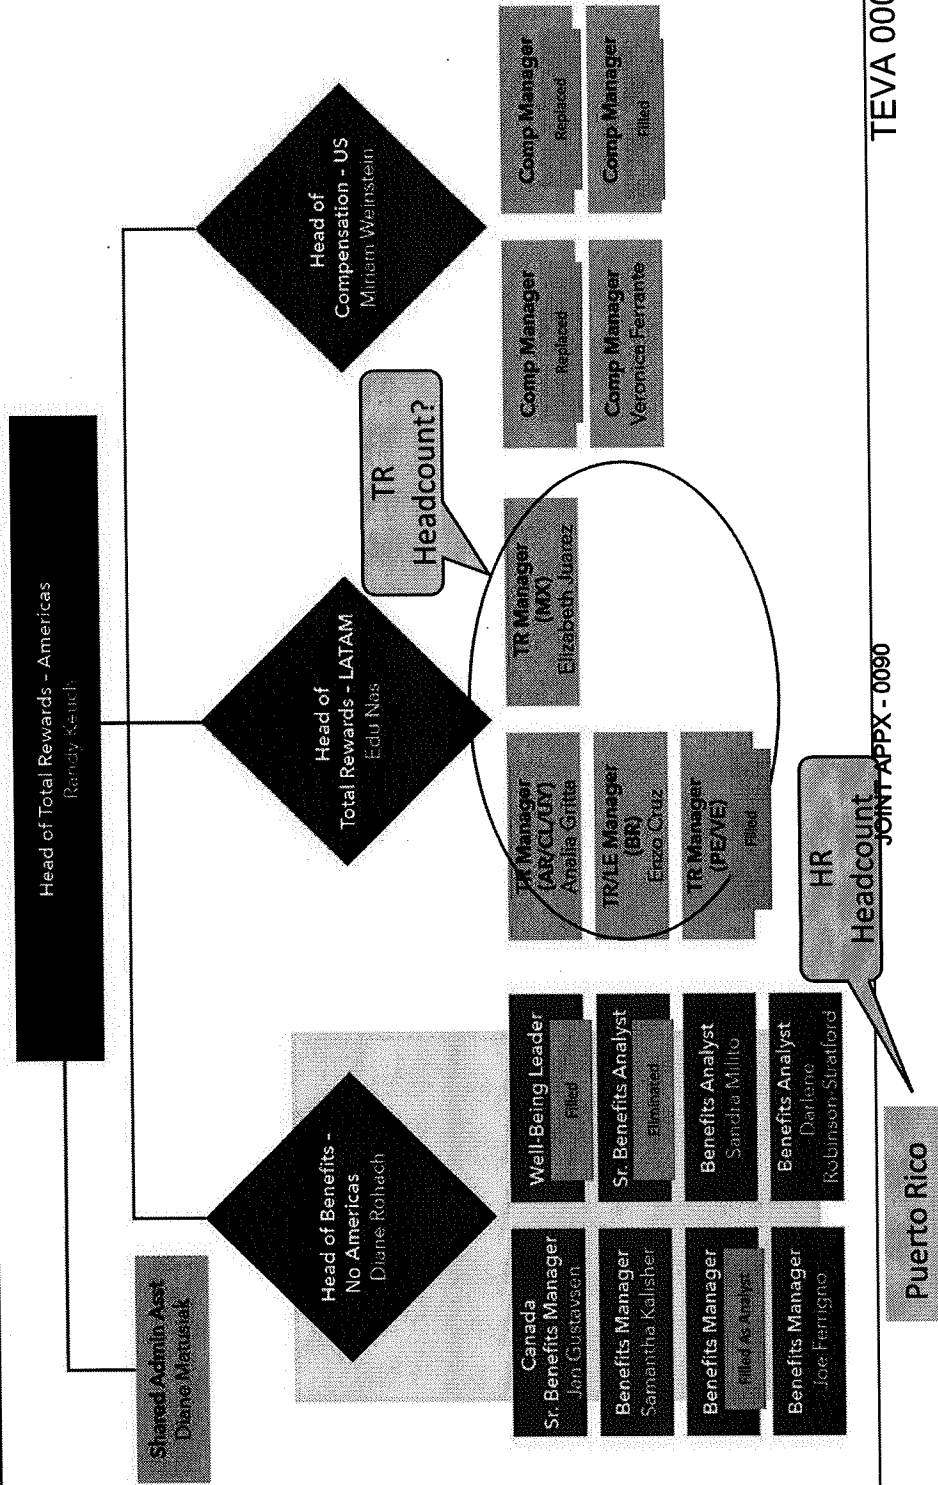 Head of Total Rewards - Americas
Randy Kench
Shared Admin Asst
Diane Matusiak
Head of Benefits -
No Americas
Diane Rohach
Head of
Total Rewards - LATAM
Edu Nas
Head of
Compensation - US
Miriam Weinstein
TR
Headcount?
Canada
Sr. Benefits Manager
Jan Gustavsen
Benefits Manager
Samantha Kalisher
Benefits Manager
Filled As Analyst
Benefits Manager
Joe Ferrigno
Well-Being Leader
Filled
Sr. Benefits Analyst
Eliminated
Benefits Analyst
Sandra Milito
Benefits Analyst
Darlene
Robinson-Stratford
TR Manager
(AR/CL/UY)
Analia Gritta
TR/LE Manager
(BR)
Enzo Cruz
TR Manager
(PE/VE)
Filled
TR Manager
(MX)
Elizabeth Juarez
Comp Manager
Replaced
Comp Manager
Veronica Ferrante
Comp Manager
Replaced
Comp Manager
Filled
HR
Headcount
Puerto Rico
JOINT APPX - 0090
TEVA 000